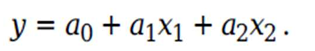 y = a₀ + a₁x₁ + a₂x₂ .